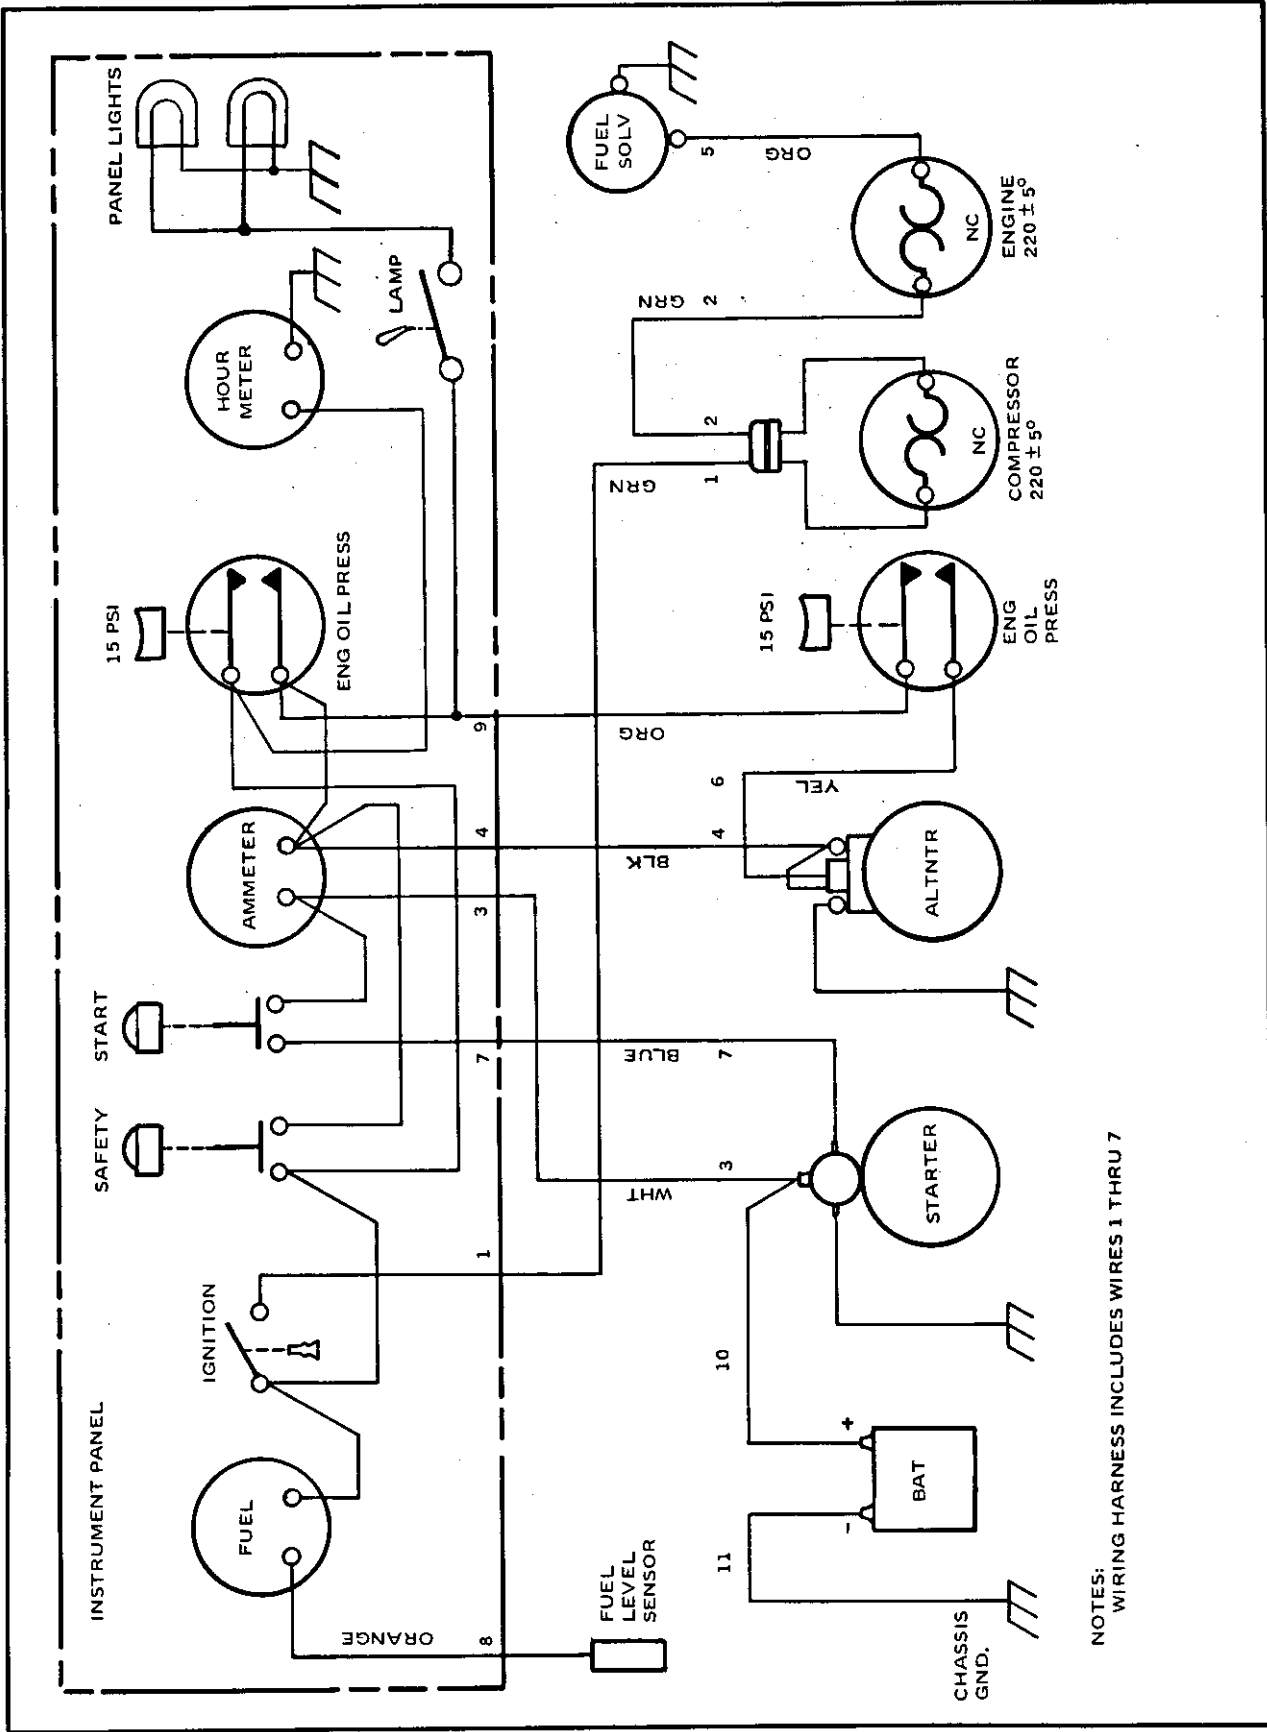 INSTRUMENT PANEL
FUEL
IGNITION
SAFETY
START
AMMETER
15 PSI
ENG OIL PRESS
HOUR
METER
PANEL LIGHTS
LAMP
ORANGE
8
1
7
3
4
9
FUEL
LEVEL
SENSOR
WHT
3
BLUE
7
BLK
4
YEL
6
ORG
GRN
1
2
GRN
2
ORG
5
FUEL
SOLV
11
10
-
+
BAT
CHASSIS
GND.
STARTER
ALTNTR
15 PSI
ENG
OIL
PRESS
NC
COMPRESSOR
220 ± 5°
NC
ENGINE
220 ± 5°
NOTES:
WIRING HARNESS INCLUDES WIRES 1 THRU 7